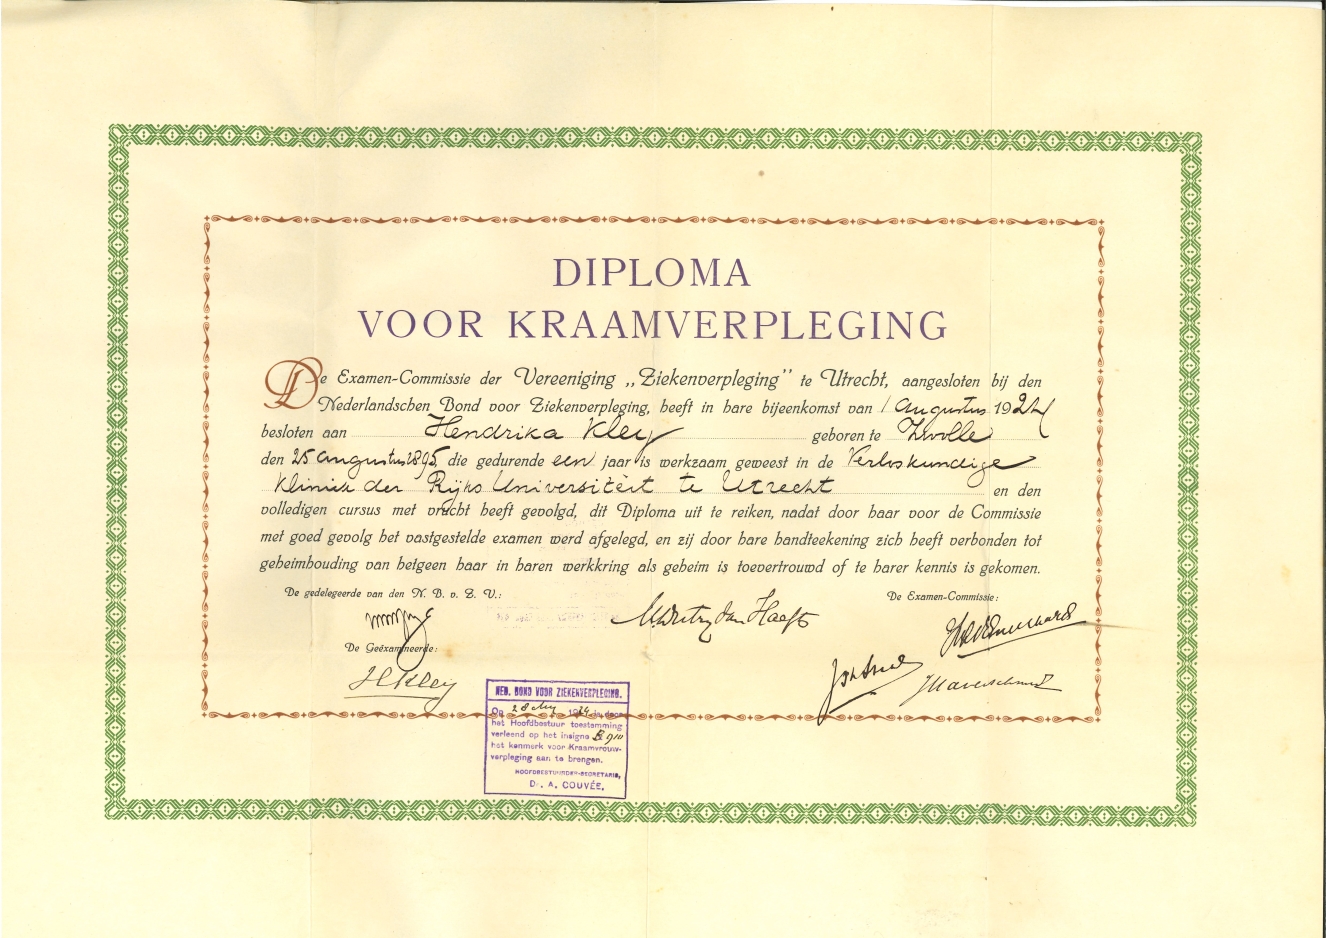 DIPLOMA
VOOR KRAAMVERPLEGING
De Examen-Commissie der Vereeniging „Ziekenverpleging” te Utrecht, aangesloten bij den
Nederlandschen Bond voor Ziekenverpleging, heeft in hare bijeenkomst van 1 Augustus 1924
besloten aan Hendrika Kley geboren te Zwolle
den 25 augustus 1895, die gedurende een jaar is werkzaam geweest in de Verloskundige
Kliniek der Rijks Universiteit te Utrecht en den
volledigen cursus met vrucht heeft gevolgd, dit Diploma uit te reiken, nadat door haar voor de Commissie
met goed gevolg het vastgestelde examen werd afgelegd, en zij door hare handteekening zich heeft verbonden tot
geheimhouding van hetgeen haar in haren werkkring als geheim is toevertrouwd of te harer kennis is gekomen.
De gedelegeerde van den N. B. v. Z. V.:
De Examen-Commissie:
De Geëxamineerde:
H Kley
NED. BOND VOOR ZIEKENVERPLEGING.
Op 28 1924 is door
het Hoofdbestuur toestemming
verleend op het insigne B 910
het kenmerk voor Kraamvrouw-
verpleging aan te brengen.
HOOFDBESTUURDER-SECRETARIS,
Dr. A. COUVÉE.